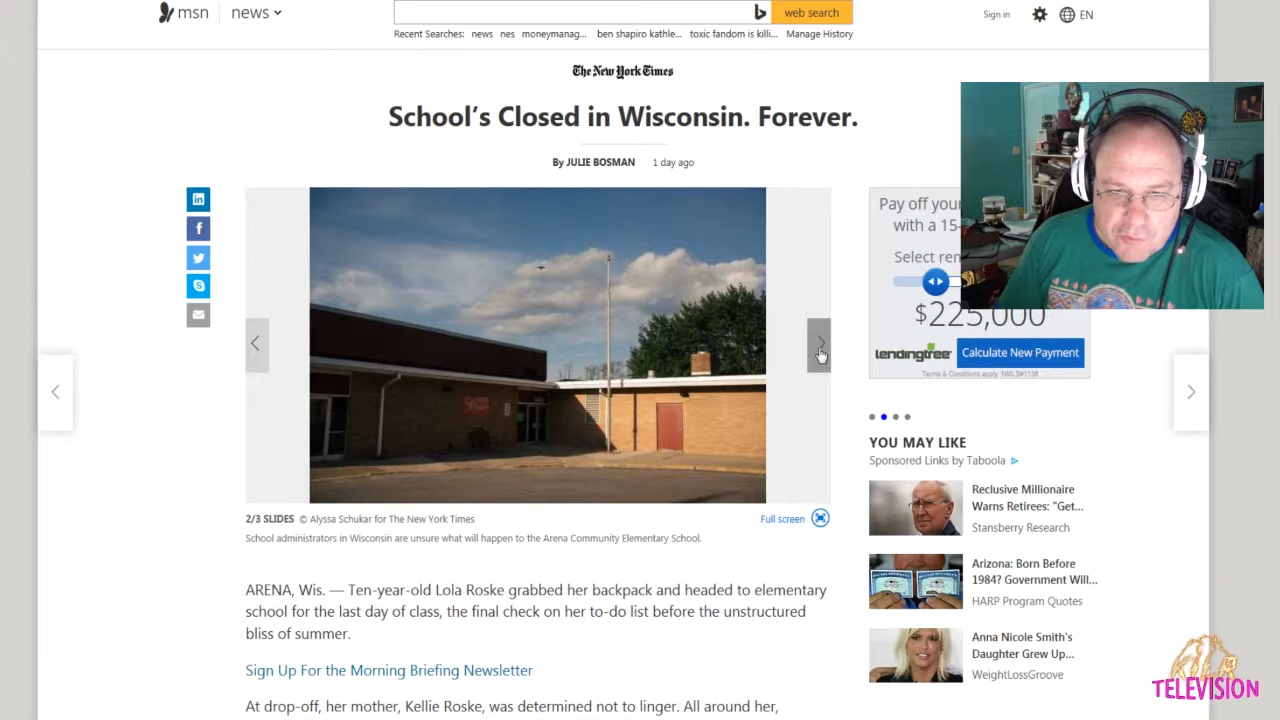 msn
news
web search
Sign in
EN
Recent Searches: news nes moneymanag... ben shapiro kathle... toxic fandom is killi... Manage History
The New York Times
School's Closed in Wisconsin. Forever.
By JULIE BOSMAN 1 day ago
Pay off your
with a 15-
Select
$225,000
lendingtree
Calculate New Payment
Terms & Conditions apply. NMLS#1138
2/3 SLIDES © Alyssa Schukar for The New York Times
Full screen
School administrators in Wisconsin are unsure what will happen to the Arena Community Elementary School.
ARENA, Wis. — Ten-year-old Lola Roske grabbed her backpack and headed to elementary
school for the last day of class, the final check on her to-do list before the unstructured
bliss of summer.
Sign Up For the Morning Briefing Newsletter
At drop-off, her mother, Kellie Roske, was determined not to linger. All around her,
YOU MAY LIKE
Sponsored Links by Taboola
Reclusive Millionaire
Warns Retirees: "Get...
Stansberry Research
Arizona: Born Before
1984? Government Will...
HARP Program Quotes
Anna Nicole Smith's
Daughter Grew Up...
WeightLossGroove
TELEVISION